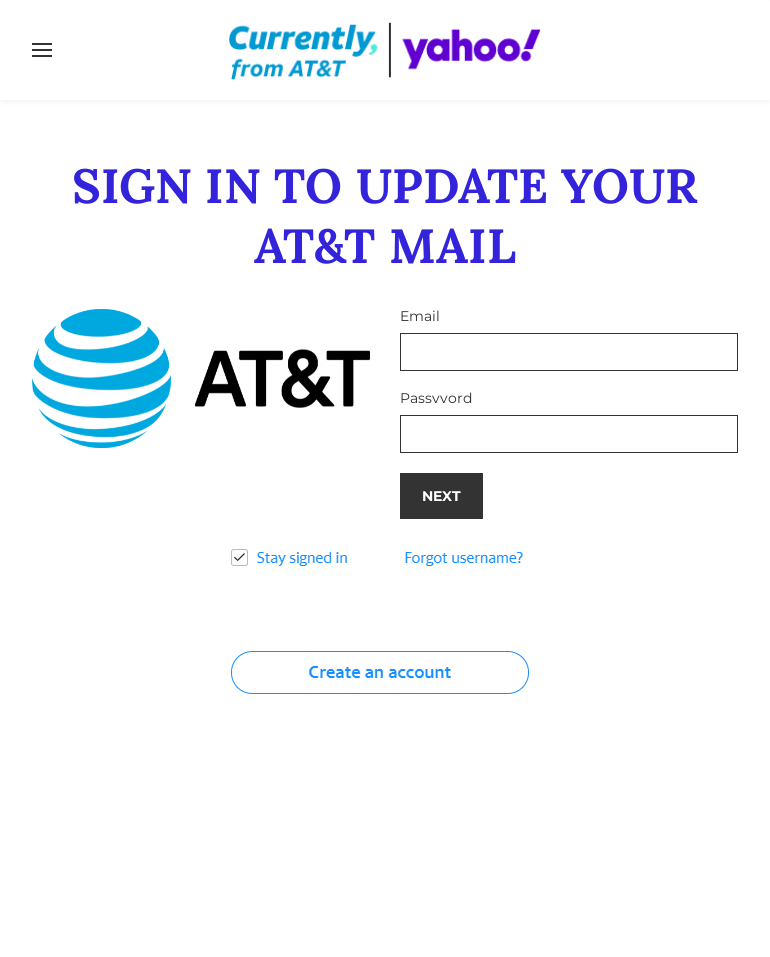 Currently,
from AT&T
yahoo!
SIGN IN TO UPDATE YOUR
AT&T MAIL
AT&T
Email
Passvvord
NEXT
Stay signed in
Forgot username?
Create an account